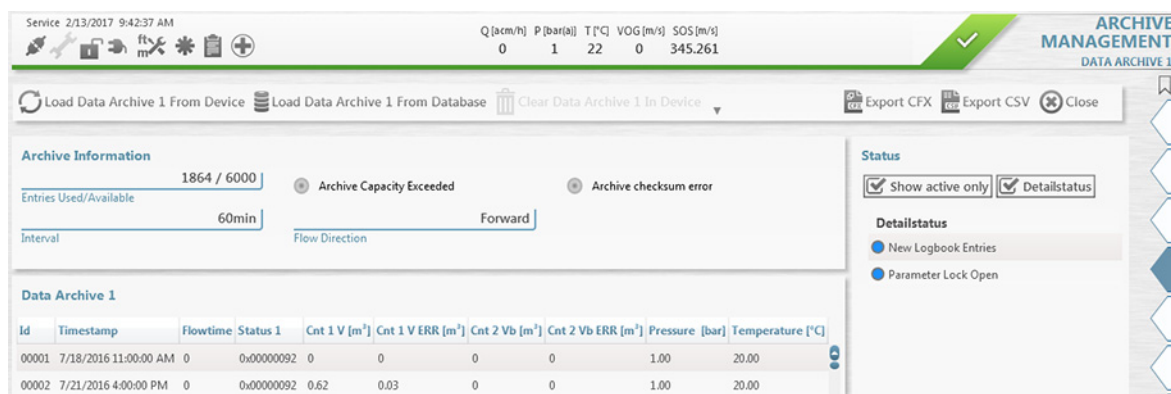 Service 2/13/2017 9:42:37 AM
Q [acm/h] P [bar(a)] T [°C] VOG [m/s] SOS [m/s]
0 1 22 0 345.261
ARCHIVE
MANAGEMENT
DATA ARCHIVE 1
ft
m
Load Data Archive 1 From Device Load Data Archive 1 From Database Clear Data Archive 1 In Device Export CFX Export CSV Close
Archive Information
1864 / 6000
Entries Used/Available
Archive Capacity Exceeded
Archive checksum error
60min
Interval
Forward
Flow Direction
Status
Show active only Detailstatus
Detailstatus
New Logbook Entries
Parameter Lock Open
Data Archive 1
Id Timestamp Flowtime Status 1 Cnt 1 V [m³] Cnt 1 V ERR [m³] Cnt 2 Vb [m³] Cnt 2 Vb ERR [m³] Pressure [bar] Temperature [°C]
00001 7/18/2016 11:00:00 AM 0 0x00000092 0 0 0 0 1.00 20.00
00002 7/21/2016 4:00:00 PM 0 0x00000092 0.62 0.03 0 0 1.00 20.00